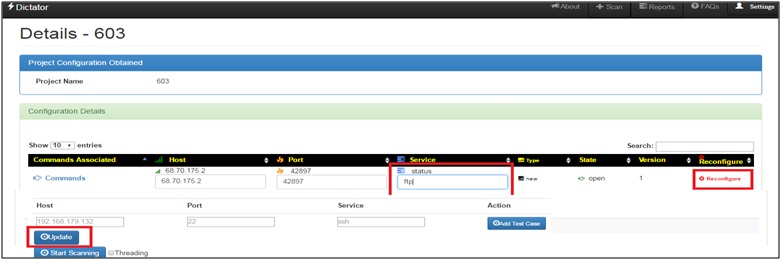 Dictator About Scan Reports FAQs Settings
Details - 603
Project Configuration Obtained
Project Name 603
Configuration Details
Show 10 entries Search:
Commands Associated Host Port Service Type State Version Reconfigure
Commands 68.70.175.2 42897 status new open 1 Reconfigure
68.70.175.2 42897 ftp
Host Port Service Action
192.168.179.132 22 ssh Add Test Case
Update
Start Scanning Threading